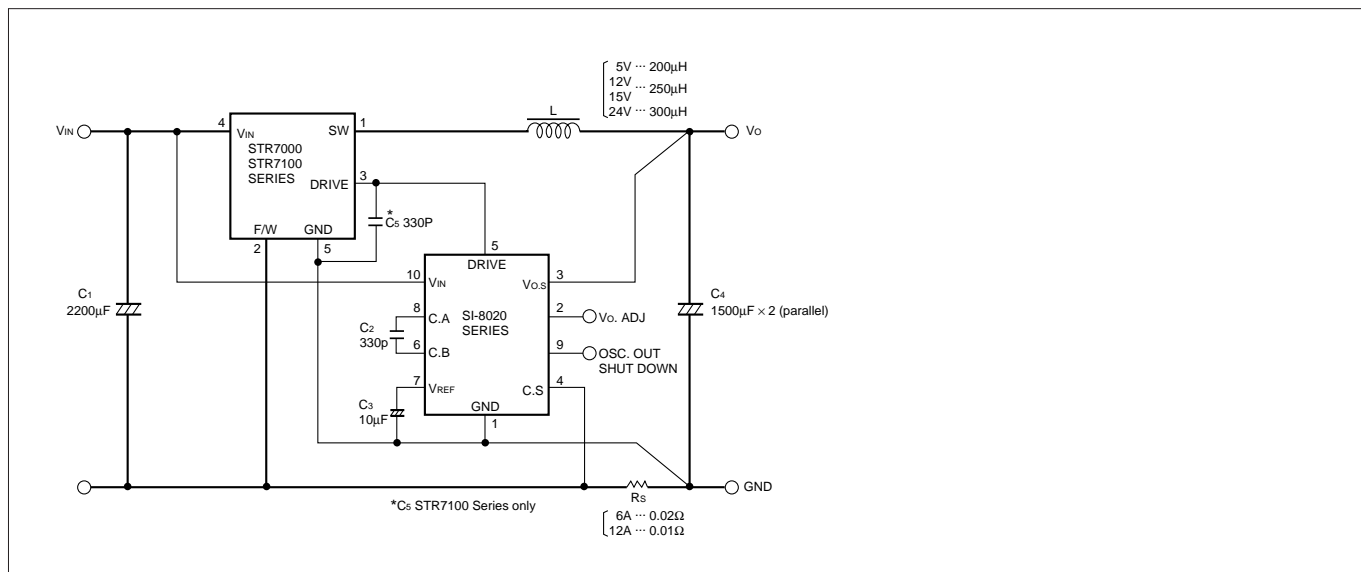 5V ··· 200μH
12V
··· 250μH
15V
24V ··· 300μH
L
VIN
4
VIN
SW
1
VO
STR7000
STR7100
SERIES
DRIVE
3
*
C5 330P
F/W
GND
2
5
5
DRIVE
10
VIN
VO.S
3
C1
2200μF
8
C.A
SI-8020
SERIES
2
VO. ADJ
C4
1500μF × 2 (parallel)
C2
330p
6
C.B
9
OSC. OUT
SHUT DOWN
7
VREF
C.S
4
C3
10μF
GND
1
GND
*C5 STR7100 Series only
RS
6A ··· 0.02Ω
12A ··· 0.01Ω